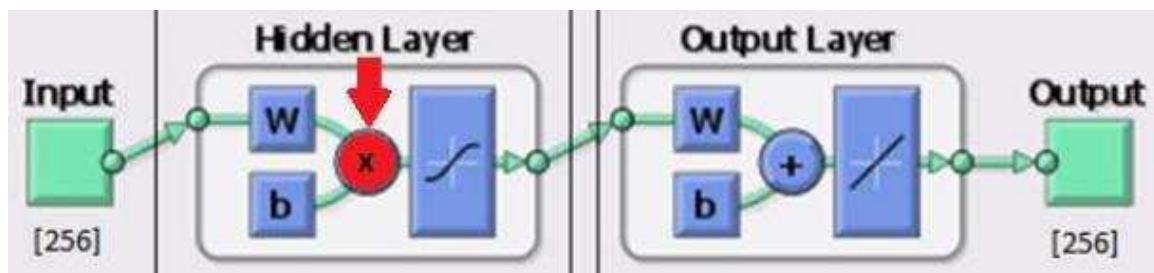 Hidden Layer
Output Layer
Input
Output
W
x
b
W
+
b
[256]
[256]